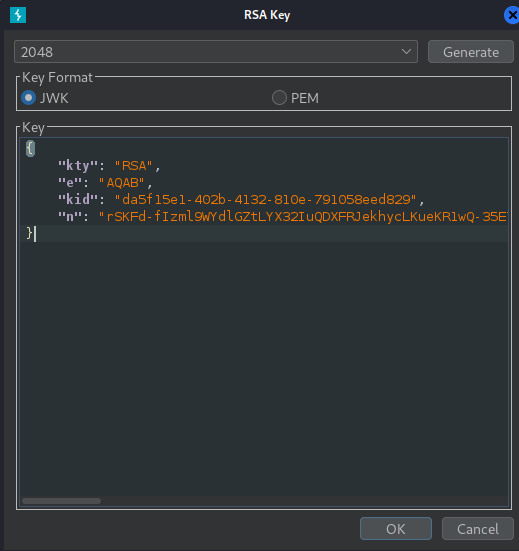 RSA Key
2048
Generate
Key Format
JWK
PEM
Key
{
"kty": "RSA",
"e": "AQAB",
"kid": "da5f15e1-402b-4132-810e-791058eed829",
"n": "rSKFd-fIzml9WYdlGZtLYX32IuQDXFRJekhycLKueKR1wQ-35E
}
OK
Cancel